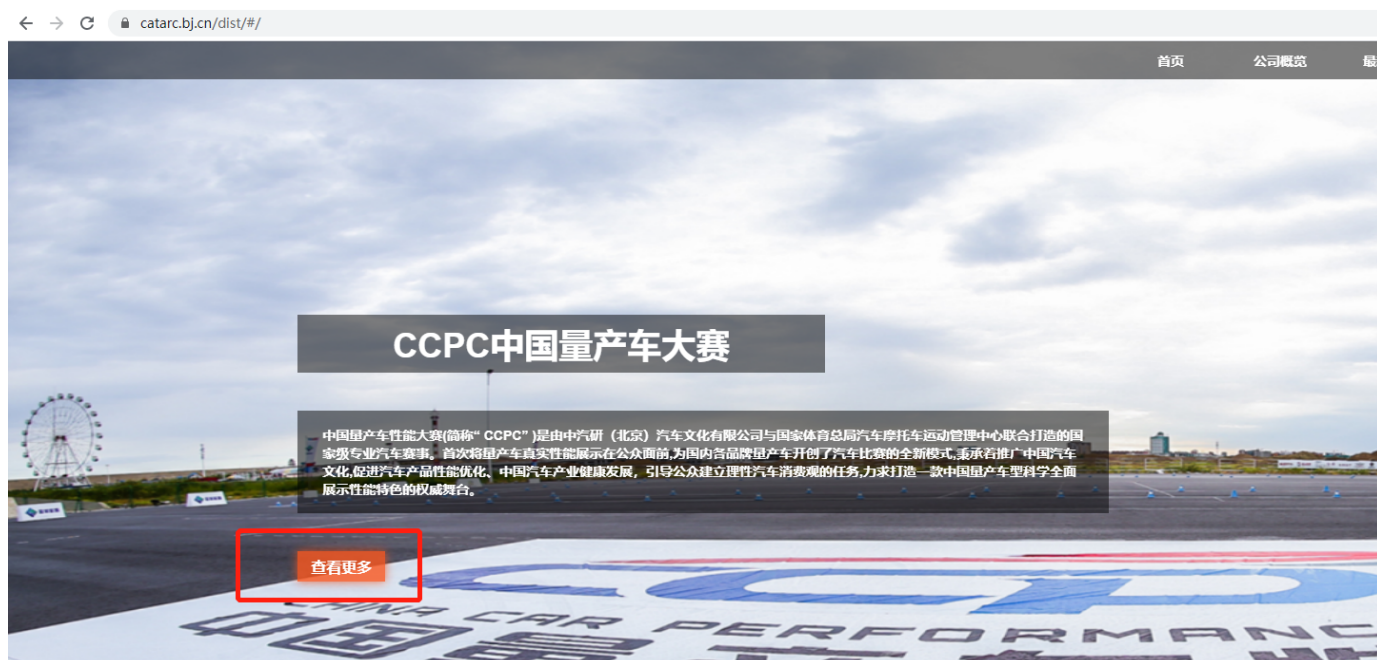 catarc.bj.cn/dist/#/
首页 公司概览 最
CCPC中国量产车大赛
中国量产车性能大赛(简称“ CCPC” )是由中汽研（北京）汽车文化有限公司与国家体育总局汽车摩托车运动管理中心联合打造的国
家级专业汽车赛事。首次将量产车真实性能展示在公众面前,为国内各品牌量产车开创了汽车比赛的全新模式,秉承着推广中国汽车
文化,促进汽车产品性能优化、中国汽车产业健康发展，引导公众建立理性汽车消费观的任务,力求打造一款中国量产车型科学全面
展示性能特色的权威舞台。
查看更多
CCP
CHINA CAR PERFORMANC
中国量产车性